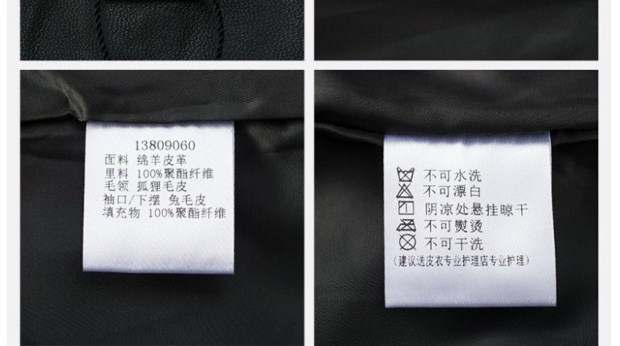 13809060
面料 绵羊皮革
里料 100%聚酯纤维
毛领 狐狸毛皮
袖口/下摆 兔毛皮
填充物 100%聚酯纤维
不可水洗
不可漂白
阴凉处悬挂晾干
不可熨烫
不可干洗
(建议送皮衣专业护理店专业护理)